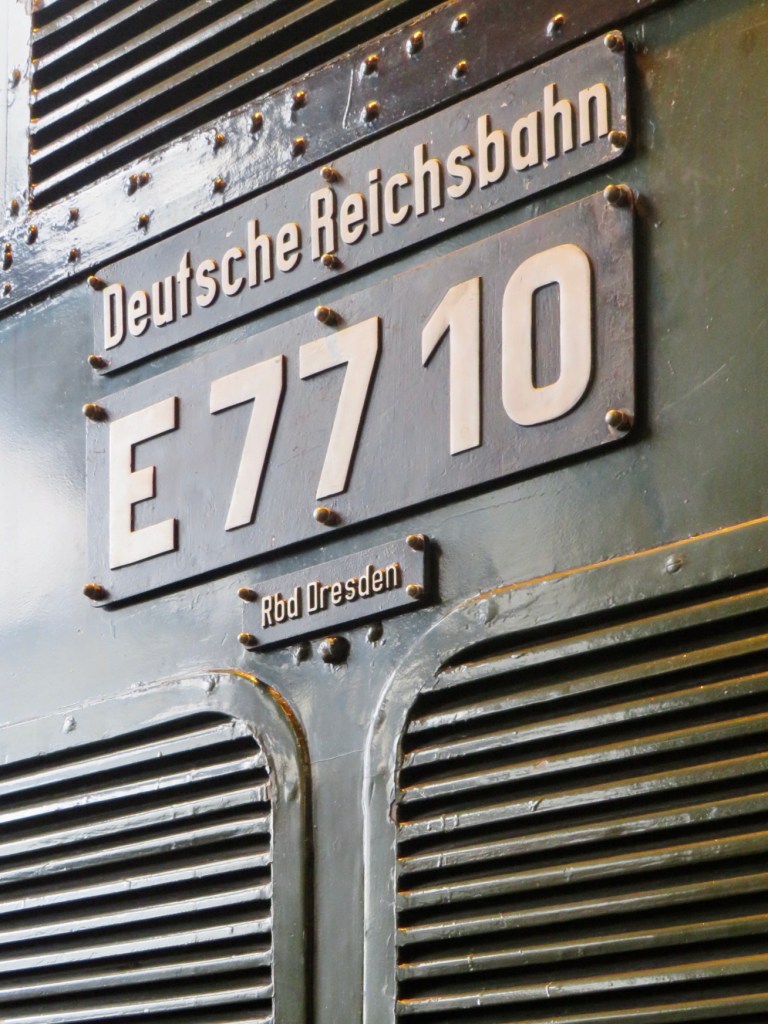 Deutsche Reichsbahn
E 77 10
Rbd Dresden